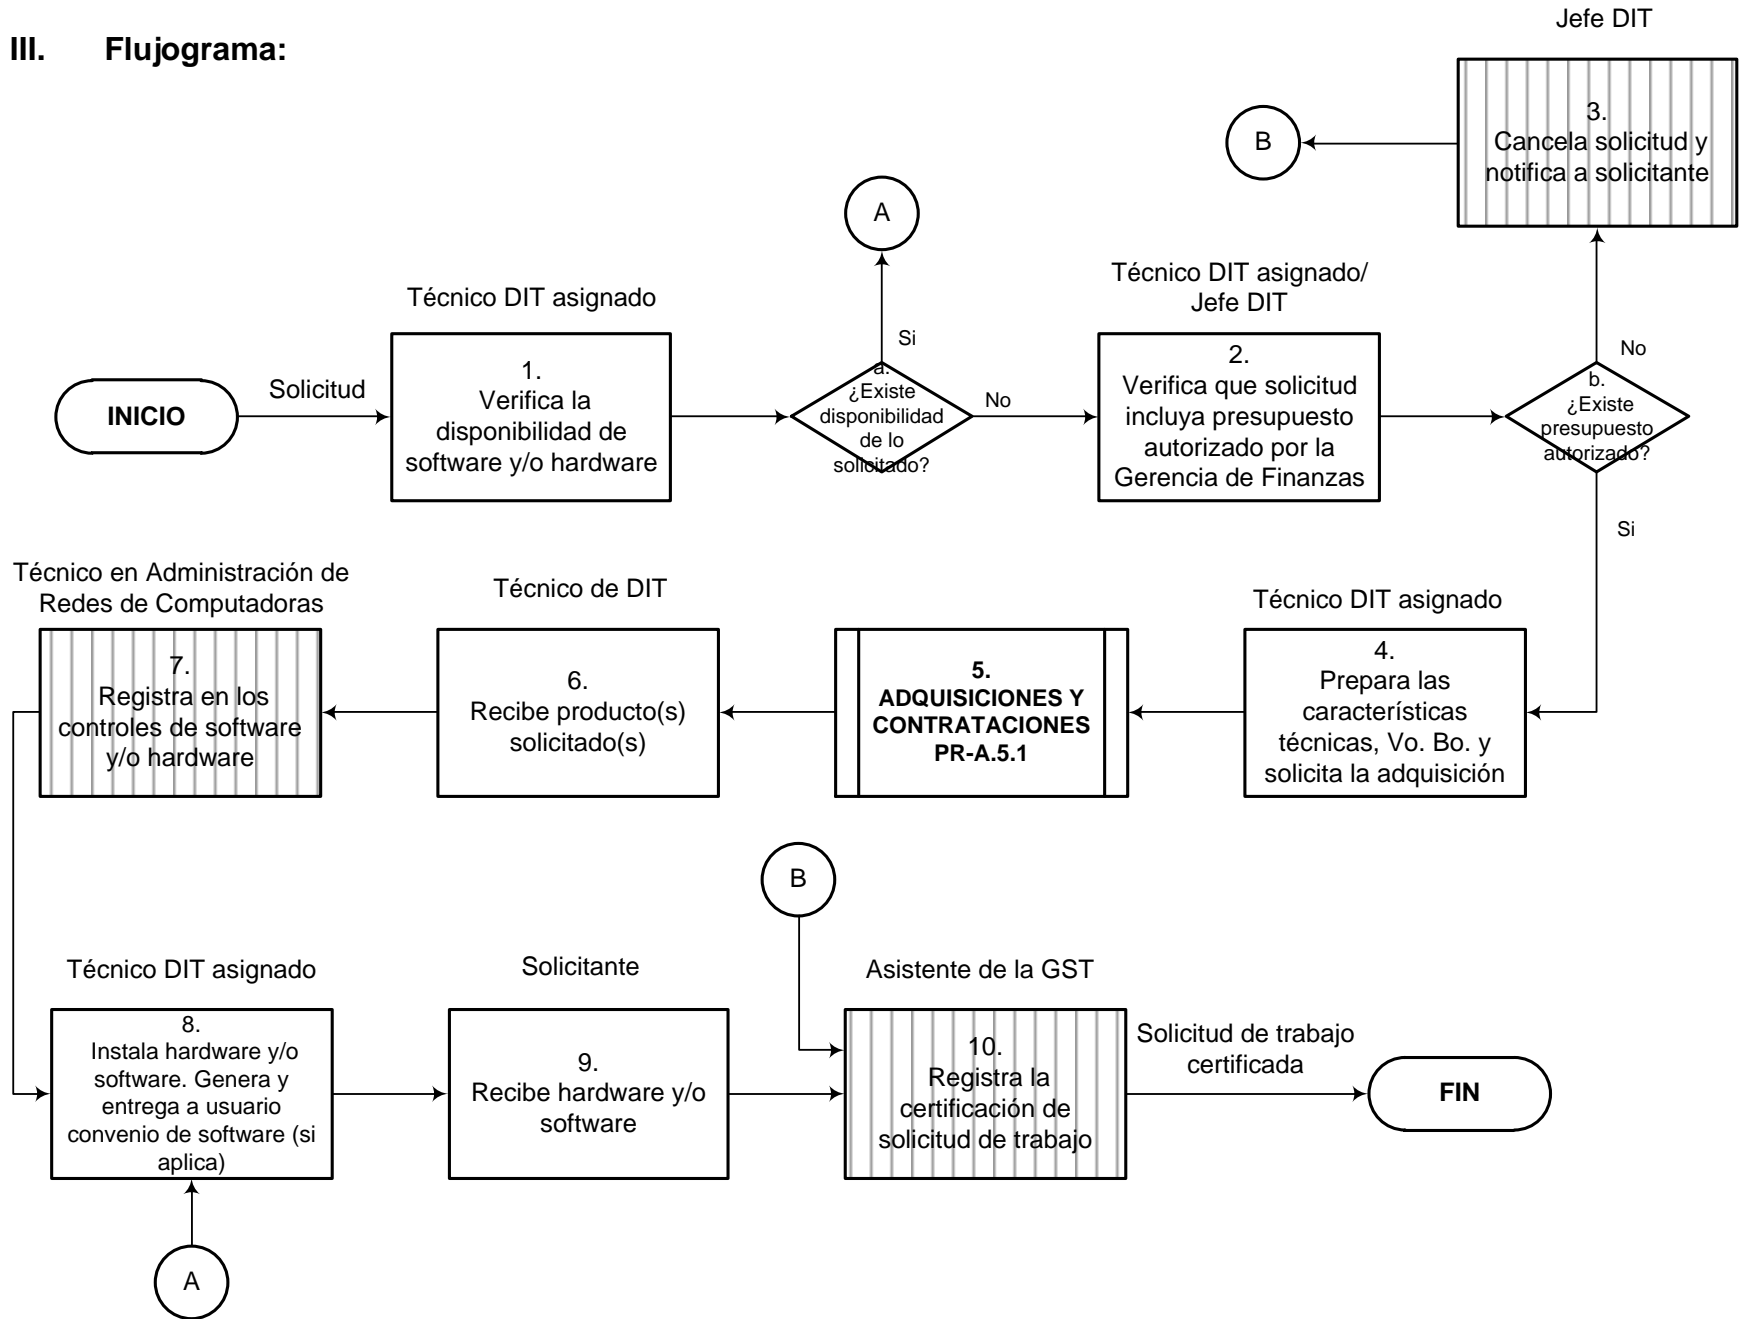 III. Flujograma:
Jefe DIT
3.
Cancela solicitud y
notifica a solicitante
B
A
Técnico DIT asignado
Técnico DIT asignado/
Jefe DIT
INICIO
Solicitud
1.
Verifica la
disponibilidad de
software y/o hardware
Si
a.
¿Existe
disponibilidad
de lo
solicitado?
No
2.
Verifica que solicitud
incluya presupuesto
autorizado por la
Gerencia de Finanzas
No
b.
¿Existe
presupuesto
autorizado?
Si
Técnico en Administración de
Redes de Computadoras
Técnico de DIT
Técnico DIT asignado
7.
Registra en los
controles de software
y/o hardware
6.
Recibe producto(s)
solicitado(s)
5.
ADQUISICIONES Y
CONTRATACIONES
PR-A.5.1
4.
Prepara las
características
técnicas, Vo. Bo. y
solicita la adquisición
B
Técnico DIT asignado
Solicitante
Asistente de la GST
8.
Instala hardware y/o
software. Genera y
entrega a usuario
convenio de software (si
aplica)
9.
Recibe hardware y/o
software
10.
Registra la
certificación de
solicitud de trabajo
Solicitud de trabajo
certificada
FIN
A